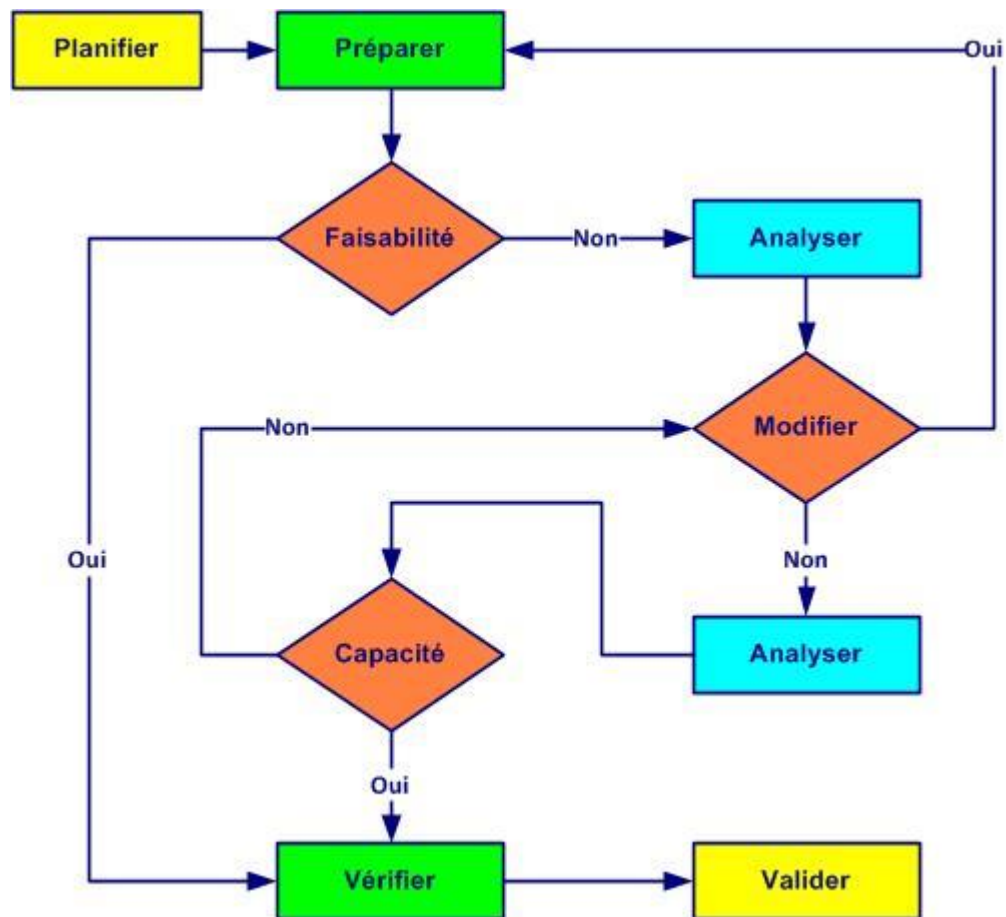 Planifier
Préparer
Oui
Faisabilité
Non
Analyser
Non
Modifier
Oui
Non
Capacité
Analyser
Oui
Vérifier
Valider